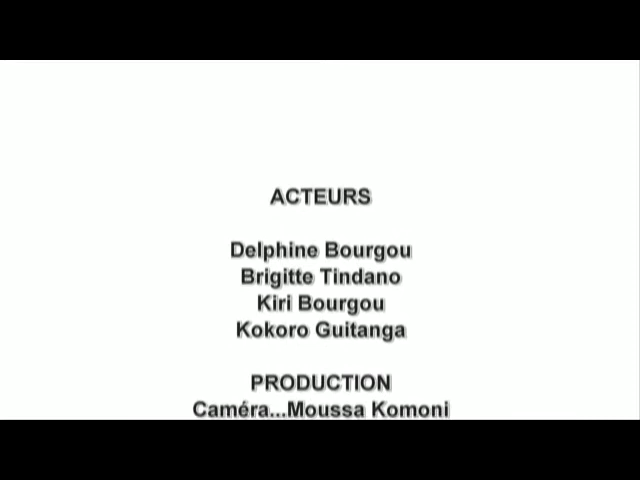 ACTEURS
Delphine Bourgou
Brigitte Tindano
Kiri Bourgou
Kokoro Guitanga
PRODUCTION
Caméra...Moussa Komoni